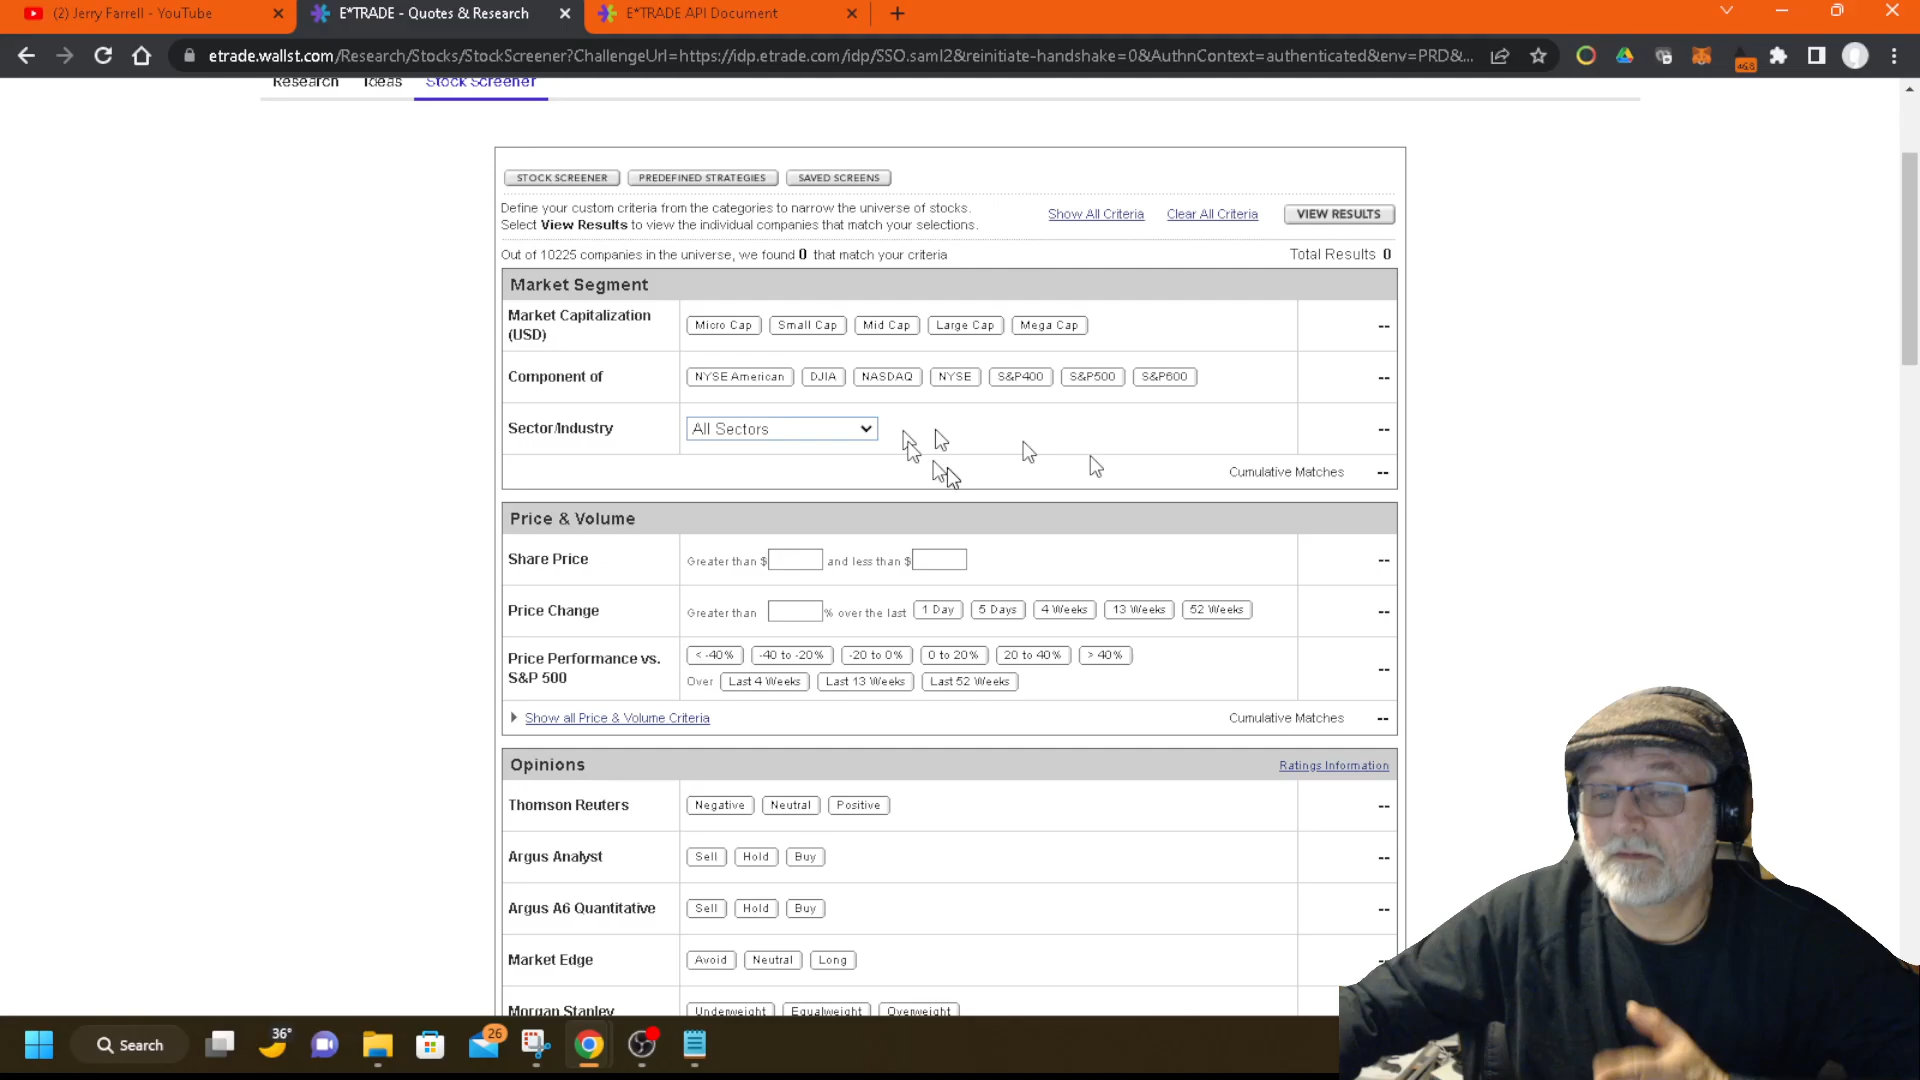 (2) Jerry Farrell - YouTube
E*TRADE - Quotes & Research
E*TRADE API Document
etrade.wallst.com/Research/Stocks/StockScreener?ChallengeUrl=https://idp.etrade.com/idp/SSO.saml2&reinitiate-handshake=0&AuthnContext=authenticated&env=PRD&...
468
Research Ideas Stock Screener
STOCK SCREENER PREDEFINED STRATEGIES SAVED SCREENS
Define your custom criteria from the categories to narrow the universe of stocks.
Select View Results to view the individual companies that match your selections.
Show All Criteria Clear All Criteria VIEW RESULTS
Out of 10225 companies in the universe, we found 0 that match your criteria Total Results 0
Market Segment
Market Capitalization (USD) Micro Cap Small Cap Mid Cap Large Cap Mega Cap --
Component of NYSE American DJIA NASDAQ NYSE S&P400 S&P500 S&P600 --
Sector/Industry All Sectors --
Cumulative Matches --
Price & Volume
Share Price Greater than $ and less than $ --
Price Change Greater than % over the last 1 Day 5 Days 4 Weeks 13 Weeks 52 Weeks --
Price Performance vs. S&P 500 < -40% -40 to -20% -20 to 0% 0 to 20% 20 to 40% > 40% --
Over Last 4 Weeks Last 13 Weeks Last 52 Weeks
Show all Price & Volume Criteria Cumulative Matches --
Opinions Ratings Information
Thomson Reuters Negative Neutral Positive --
Argus Analyst Sell Hold Buy --
Argus A6 Quantitative Sell Hold Buy --
Market Edge Avoid Neutral Long --
Morgan Stanley Underweight Equalweight Overweight
Search 36° 26